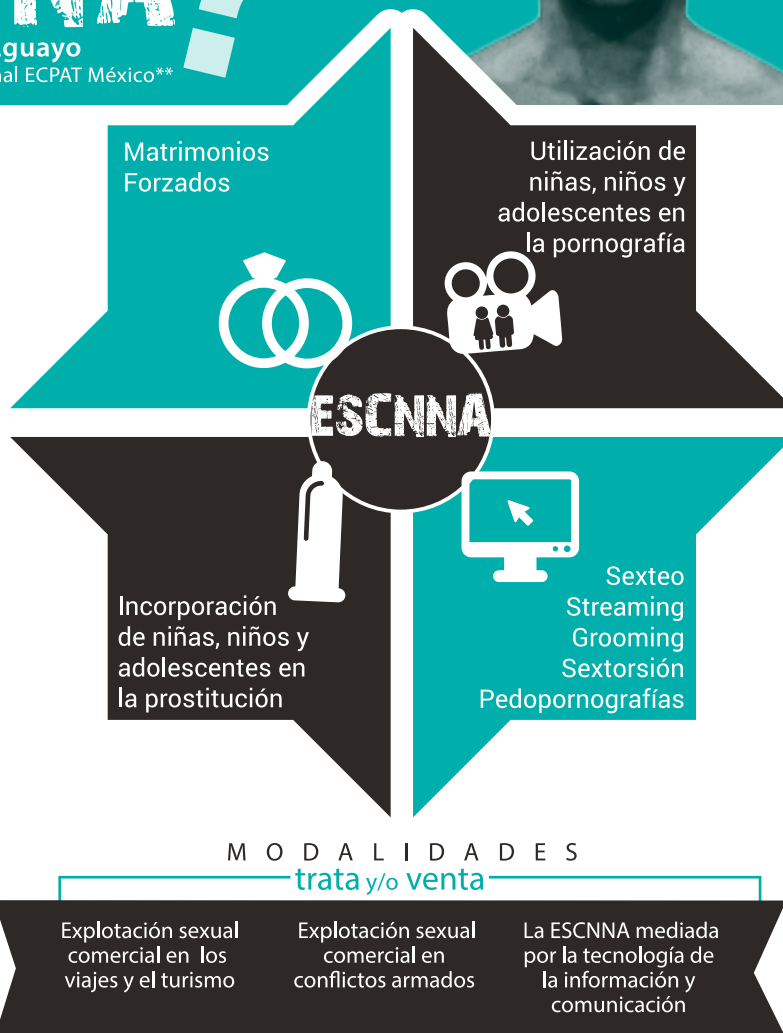 NNA?
Aguayo
nal ECPAT México**
Matrimonios
Forzados
Utilización de
niñas, niños y
adolescentes en
la pornografía
ESCNNA
Incorporación
de niñas, niños y
adolescentes en
la prostitución
Sexteo
Streaming
Grooming
Sextorsión
Pedopornografías
MODALIDADES
trata y/o venta
Explotación sexual
comercial en los
viajes y el turismo
Explotación sexual
comercial en
conflictos armados
La ESCNNA mediada
por la tecnología de
la información y
comunicación